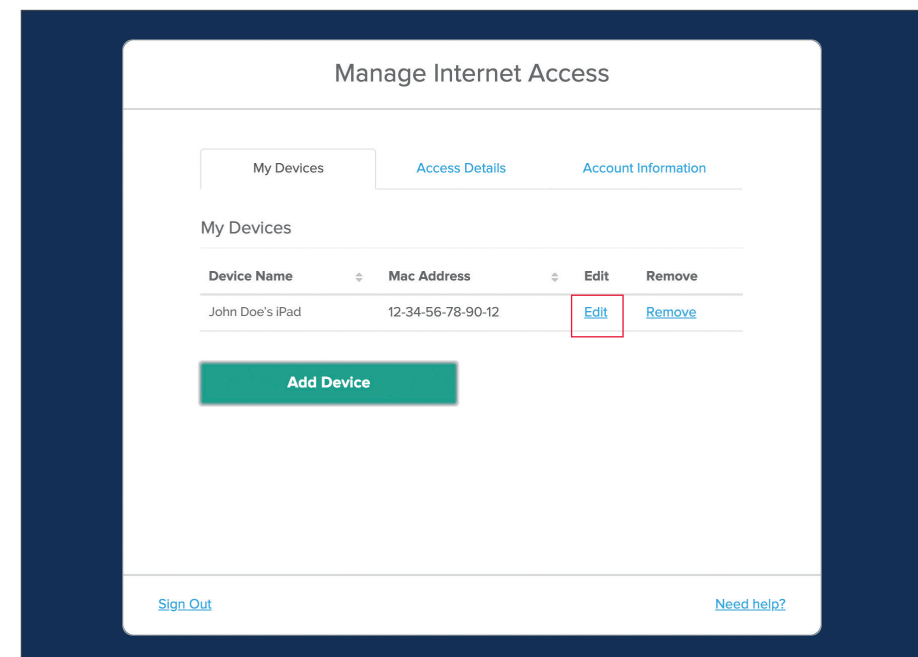 Manage Internet Access
My Devices Access Details Account Information
My Devices
Device Name Mac Address Edit Remove
John Doe's iPad 12-34-56-78-90-12 Edit Remove
Add Device
Sign Out Need help?